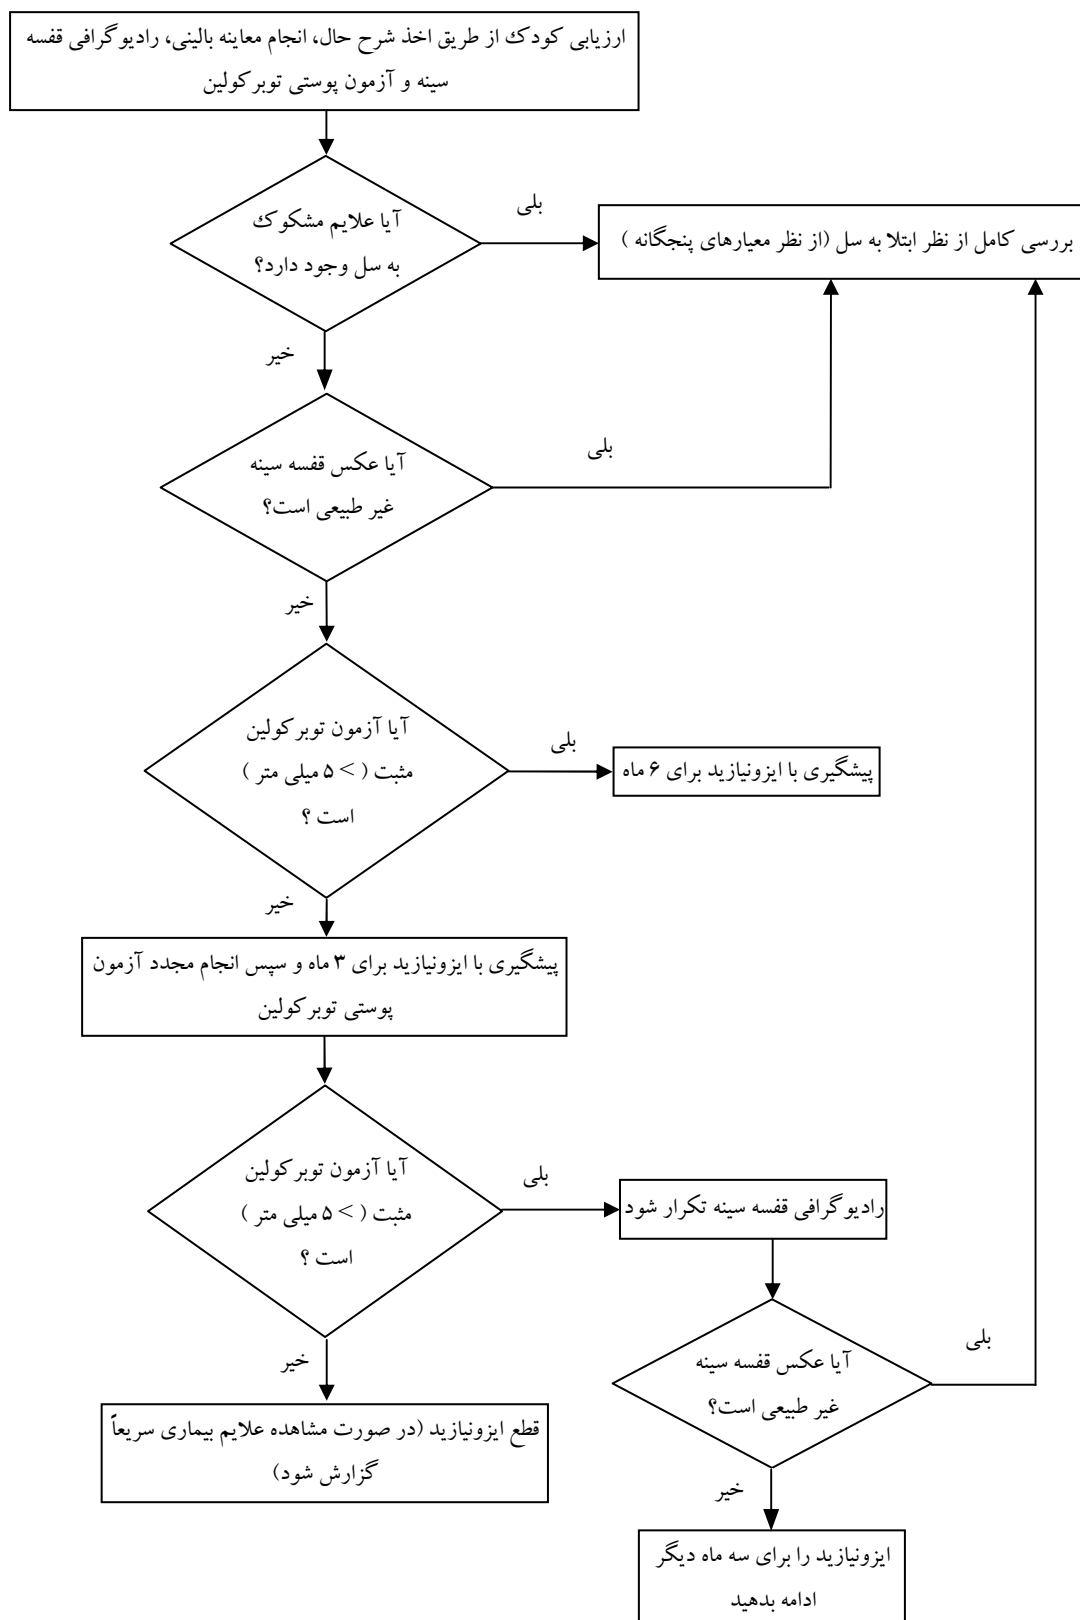 ارزیابی کودک از طریق اخذ شرح حال، انجام معاینه بالینی، رادیوگرافی قفسه
سینه و آزمون پوستی توبرکولین
آیا علایم مشکوک
به سل وجود دارد؟
بلی
بررسی کامل از نظر ابتلا به سل (از نظر معیارهای پنجگانه )
خیر
آیا عکس قفسه سینه
غیر طبیعی است؟
بلی
خیر
آیا آزمون توبرکولین
مثبت ( > ۵ میلی متر )
است ؟
بلی
پیشگیری با ایزونیازید برای ۶ ماه
خیر
پیشگیری با ایزونیازید برای ۳ ماه و سپس انجام مجدد آزمون
پوستی توبرکولین
آیا آزمون توبرکولین
مثبت ( > ۵ میلی متر )
است ؟
بلی
رادیوگرافی قفسه سینه تکرار شود
خیر
قطع ایزونیازید (در صورت مشاهده علایم بیماری سریعاً
گزارش شود)
آیا عکس قفسه سینه
غیر طبیعی است؟
بلی
خیر
ایزونیازید را برای سه ماه دیگر
ادامه بدهید